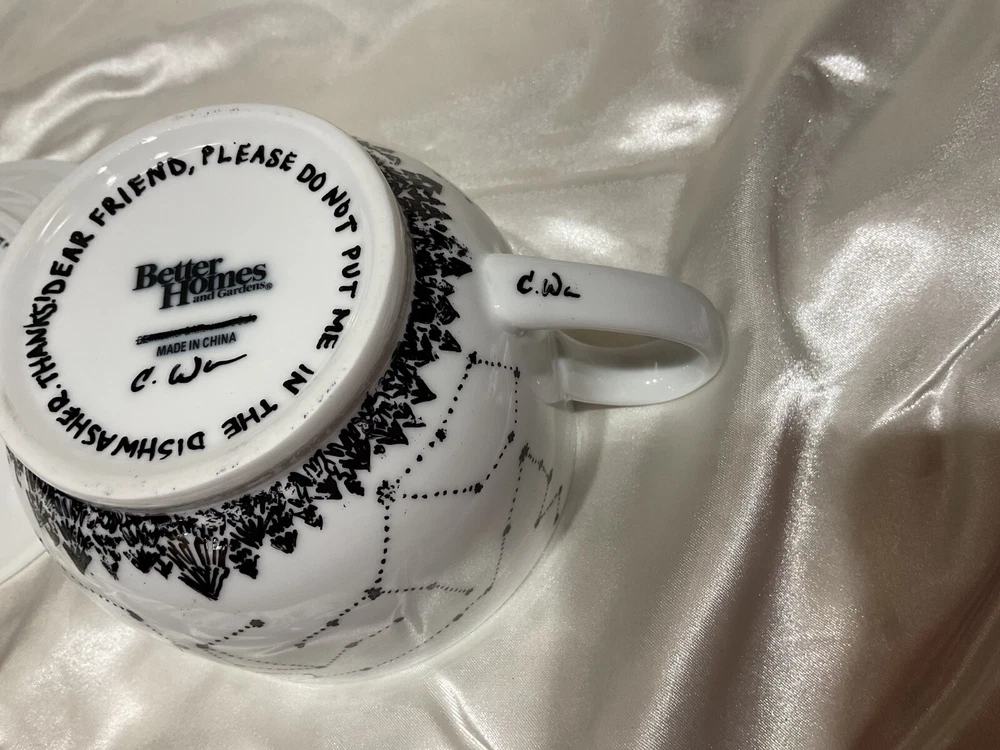 DEAR FRIEND, PLEASE DO NOT PUT ME IN THE DISHWASHER. THANKS!
Better
Homes
and Gardens®
MADE IN CHINA
C. Wu
C. Wu